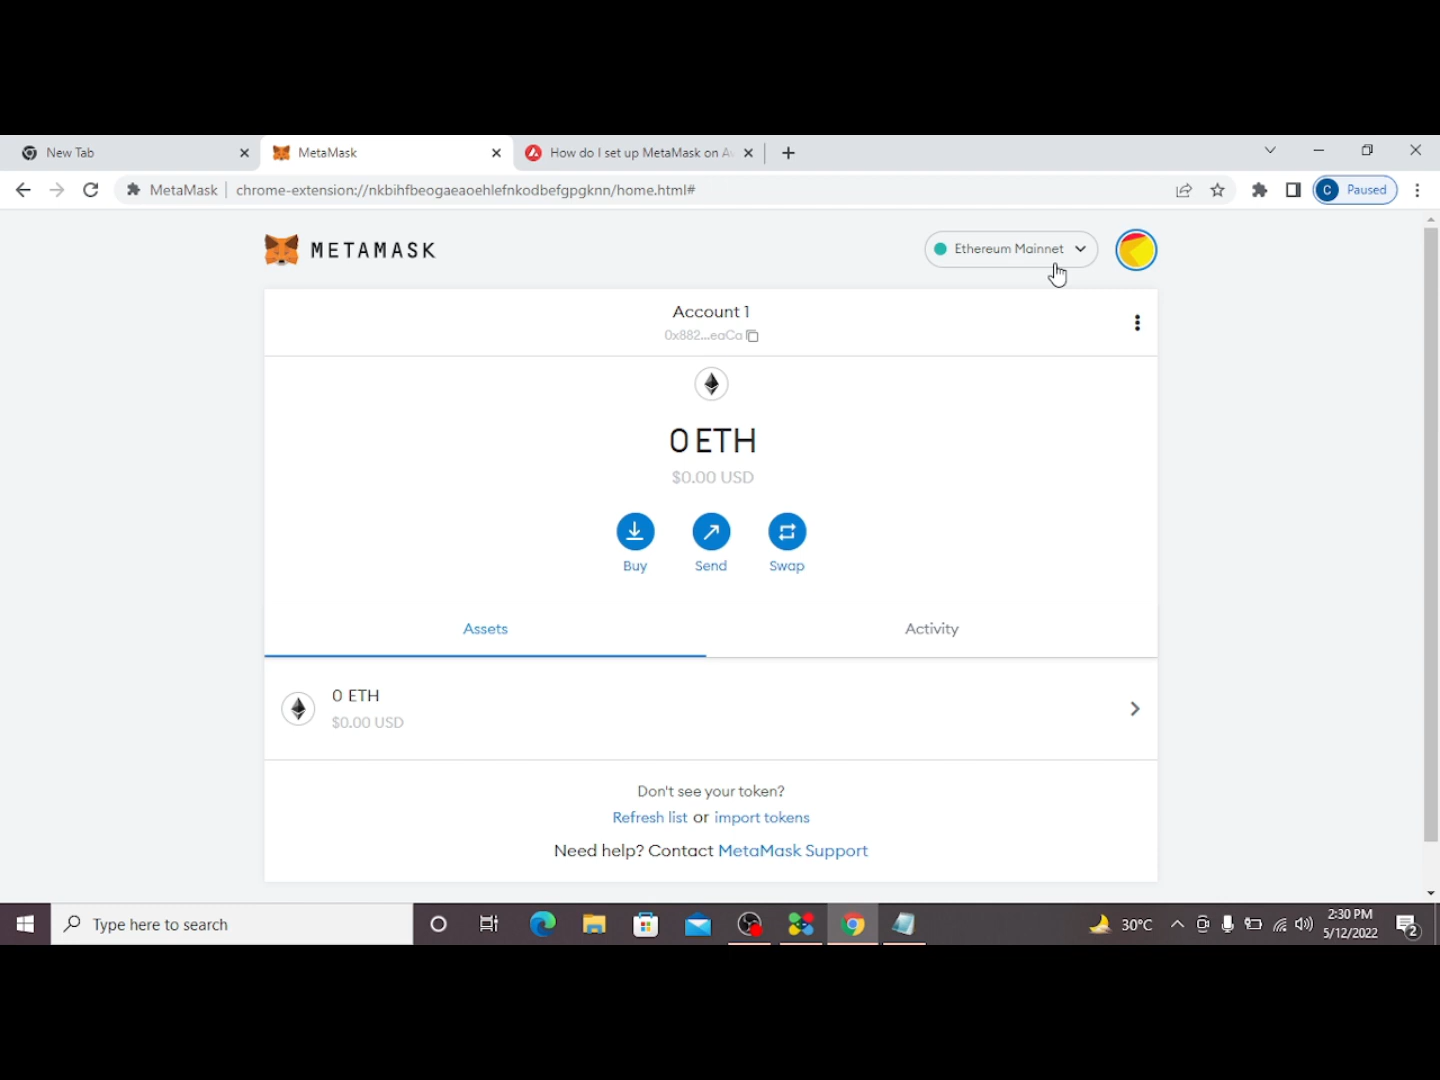 New Tab
MetaMask
How do I set up MetaMask on Av
MetaMask
chrome-extension://nkbihfbeogaeaoehlefnkodbefgpgknn/home.html#
C
Paused
METAMASK
Ethereum Mainnet
Account 1
0x882...eaCa
0 ETH
$0.00 USD
Buy
Send
Swap
Assets
Activity
0 ETH
$0.00 USD
Don't see your token?
Refresh list or import tokens
Need help? Contact MetaMask Support
Type here to search
30°C
2:30 PM
5/12/2022
2